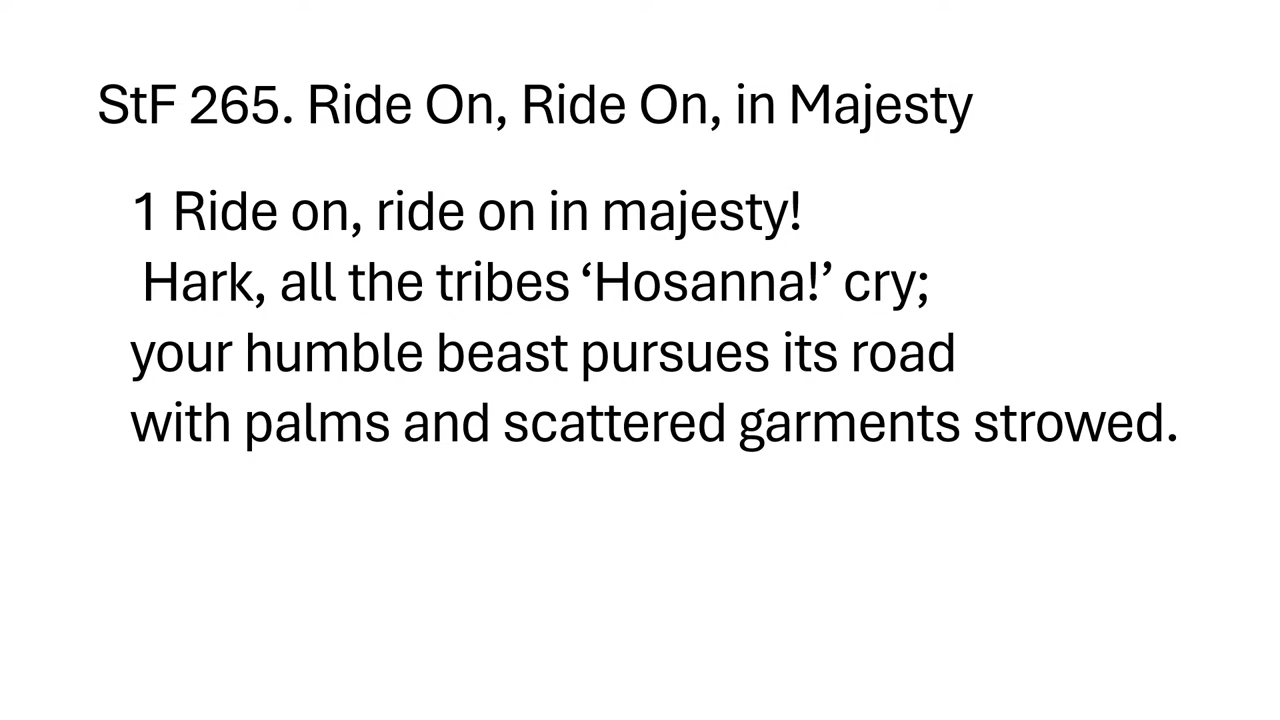 StF 265. Ride On, Ride On, in Majesty
1 Ride on, ride on in majesty!
Hark, all the tribes ‘Hosanna!’ cry;
your humble beast pursues its road
with palms and scattered garments strowed.